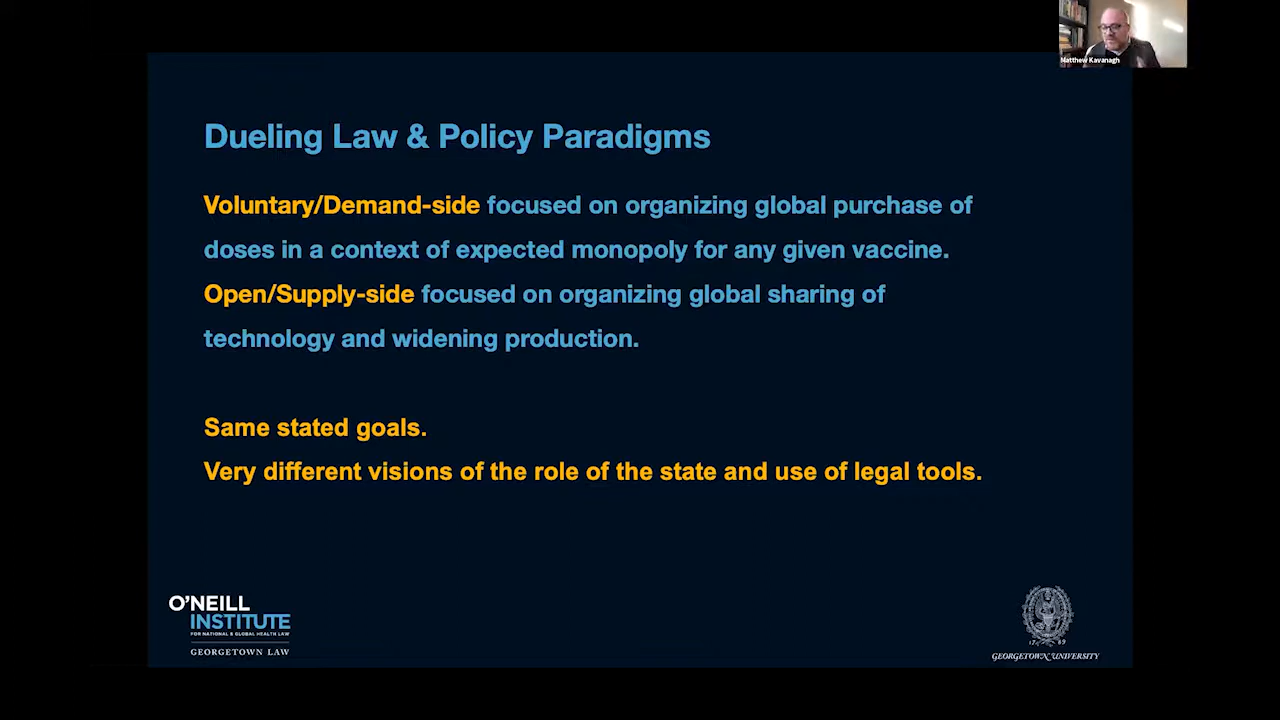 Matthew Kavanagh
Dueling Law & Policy Paradigms
Voluntary/Demand-side focused on organizing global purchase of
doses in a context of expected monopoly for any given vaccine.
Open/Supply-side focused on organizing global sharing of
technology and widening production.
Same stated goals.
Very different visions of the role of the state and use of legal tools.
O'NEILL
INSTITUTE
FOR NATIONAL & GLOBAL HEALTH LAW
GEORGETOWN LAW
17 89
GEORGETOWN UNIVERSITY